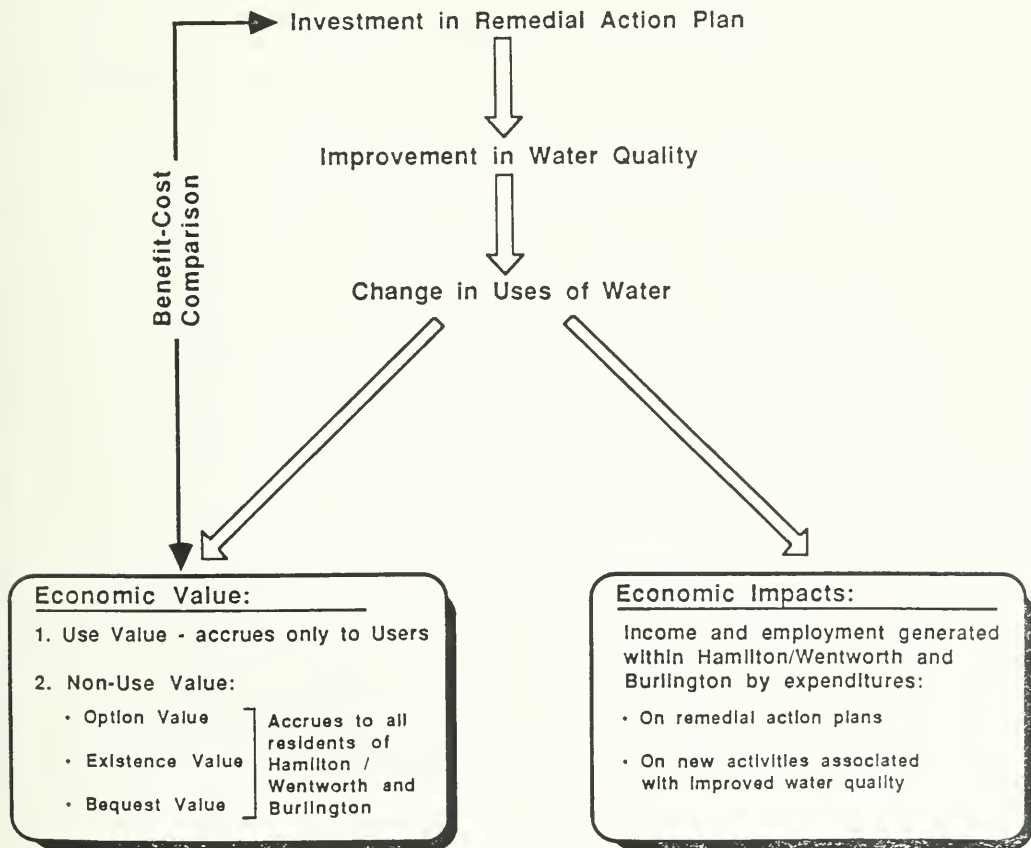 Investment in Remedial Action Plan
Improvement in Water Quality
Change in Uses of Water
Benefit-Cost
Comparison
Economic Value:
1. Use Value - accrues only to Users
2. Non-Use Value:
• Option Value
• Existence Value
• Bequest Value
Accrues to all
residents of
Hamilton /
Wentworth and
Burlington
Economic Impacts:
Income and employment generated
within Hamilton/Wentworth and
Burlington by expenditures:
• On remedial action plans
• On new activities associated
with improved water quality